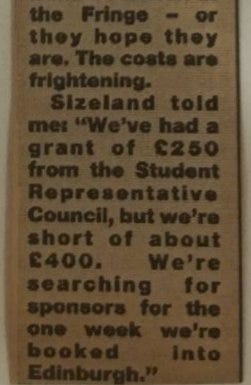 the Fringe – or
they hope they
are. The costs are
frightening.
Sizeland told
me: “We’ve had a
grant of £250
from the Student
Representative
Council, but we’re
short of about
£400. We’re
searching for
sponsors for the
one week we’re
booked into
Edinburgh.”